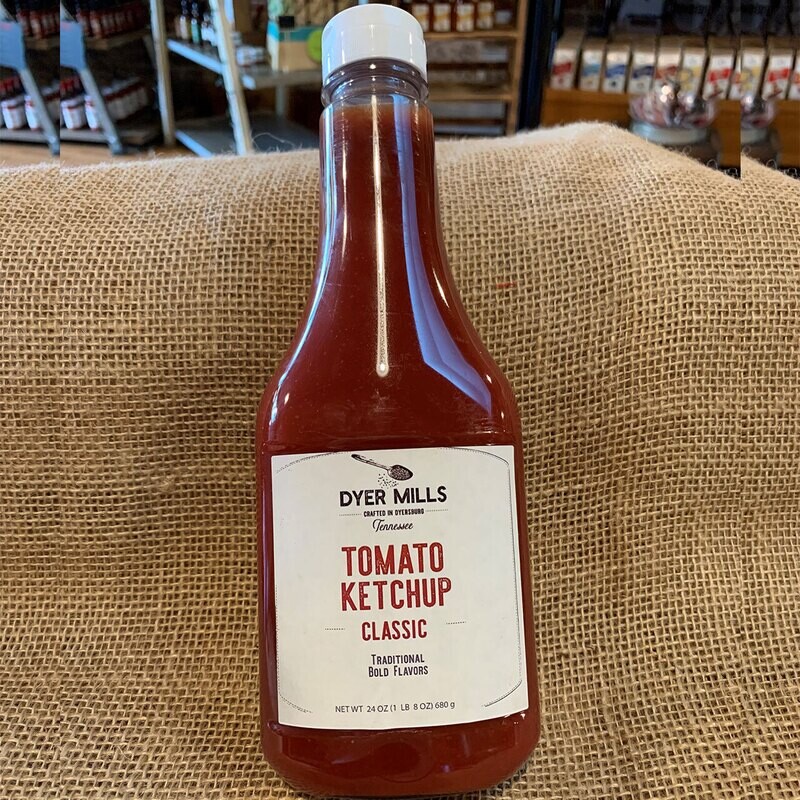 DYER MILLS
CRAFTED IN DYERSBURG
Tennessee
TOMATO
KETCHUP
CLASSIC
TRADITIONAL
BOLD FLAVORS
NET WT 24 OZ (1 LB 8 OZ) 680 g